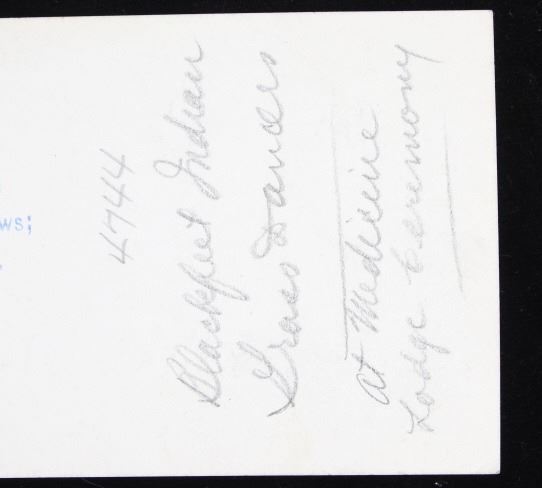 4744
Blackfeet Indian
Grass Dancers
at Medicine
Lodge Ceremony
ws;